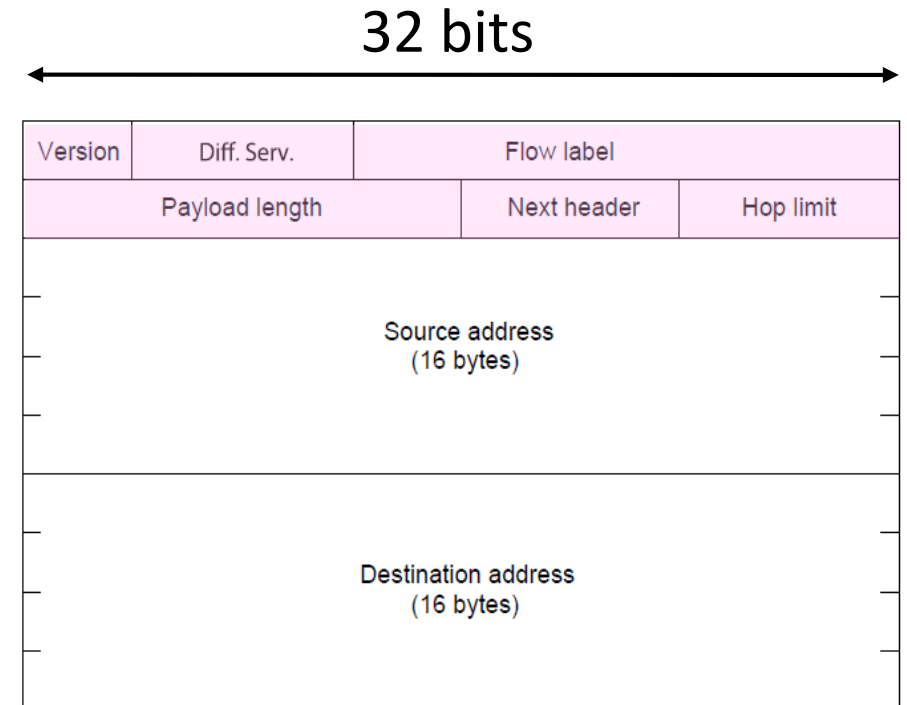 32 bits
Version Diff. Serv. Flow label
Payload length Next header Hop limit
Source address
(16 bytes)
Destination address
(16 bytes)